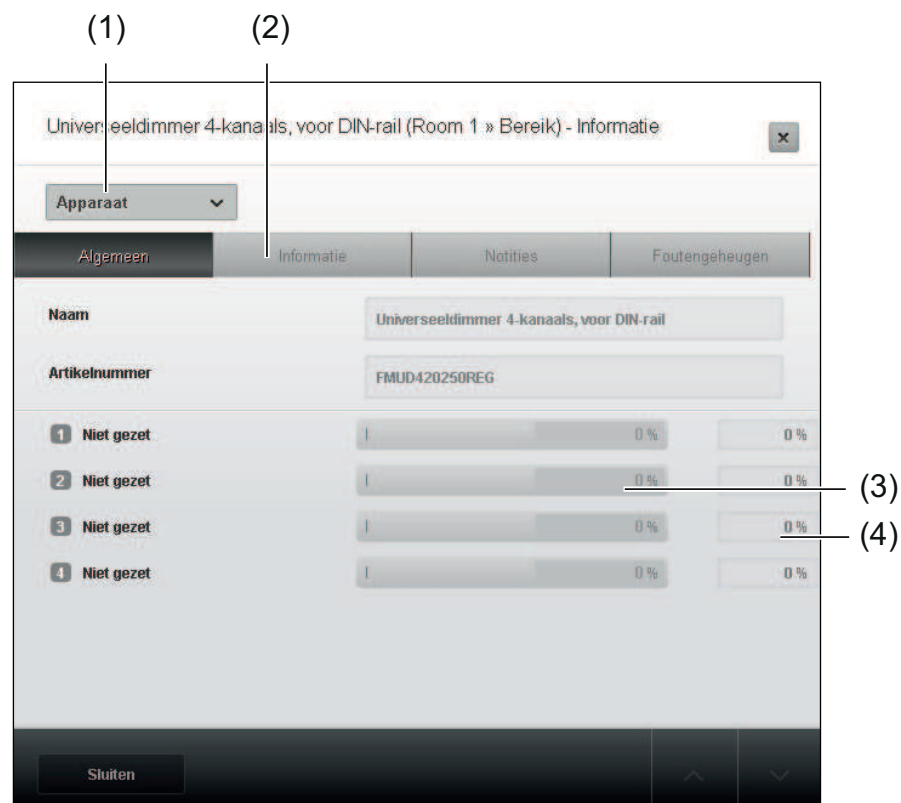 (1) (2)
Universeeldimmer 4-kanaals, voor DIN-rail (Room 1 » Bereik) - Informatie
Apparaat
Algemeen Informatie Notities Foutengeheugen
Naam Universeeldimmer 4-kanaals, voor DIN-rail
Artikelnummer FMUD420250REG
1 Niet gezet 0 % 0 %
2 Niet gezet 0 % 0 %
(3)
3 Niet gezet 0 % 0 %
(4)
4 Niet gezet 0 % 0 %
Sluiten